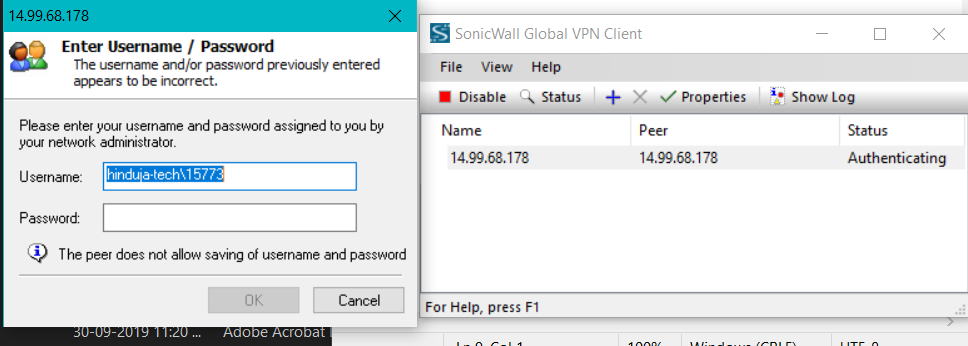 14.99.68.178
Enter Username / Password
The username and/or password previously entered
appears to be incorrect.
Please enter your username and password assigned to you by
your network administrator.
Username: hinduja-tech\15773
Password:
The peer does not allow saving of username and password
OK Cancel
30-09-2019 11:20 ... Adobe Acrobat
SonicWall Global VPN Client
File View Help
Disable Status Properties Show Log
Name Peer Status
14.99.68.178 14.99.68.178 Authenticating
For Help, press F1
100% Windows (CRLF) UTF-8